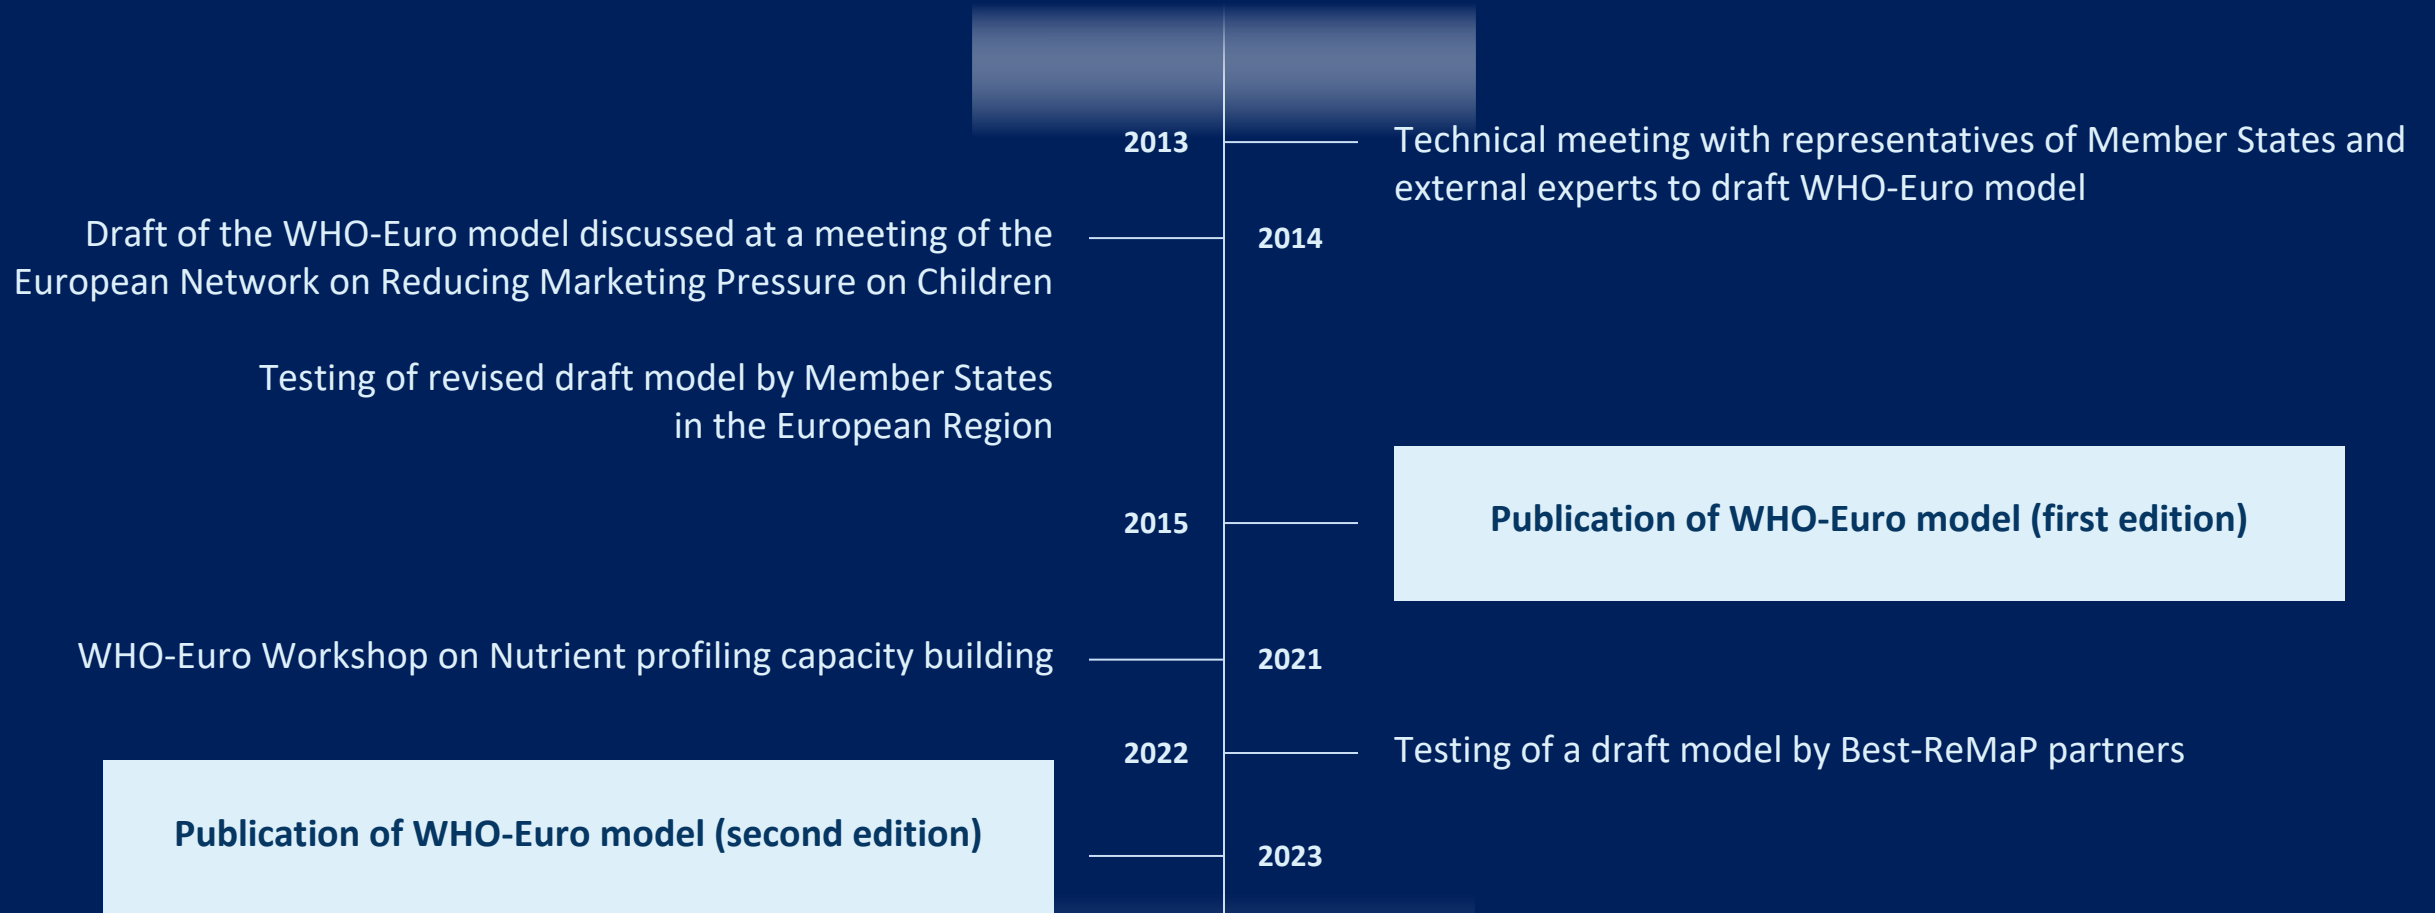 2013
Technical meeting with representatives of Member States and
external experts to draft WHO-Euro model
Draft of the WHO-Euro model discussed at a meeting of the
European Network on Reducing Marketing Pressure on Children
2014
Testing of revised draft model by Member States
in the European Region
2015
Publication of WHO-Euro model (first edition)
WHO-Euro Workshop on Nutrient profiling capacity building
2021
2022
Testing of a draft model by Best-ReMaP partners
Publication of WHO-Euro model (second edition)
2023